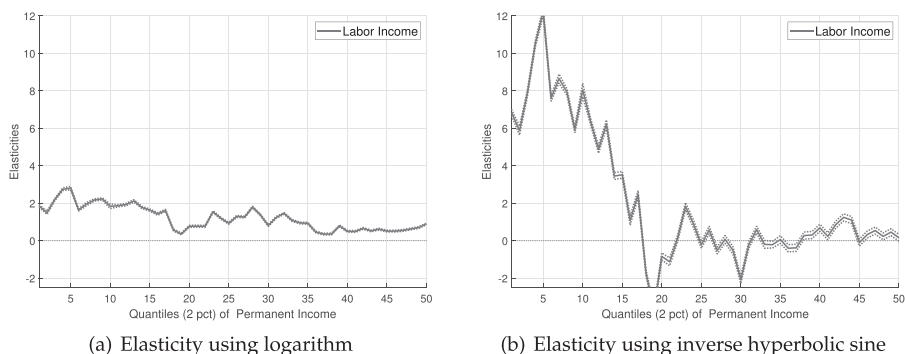 12
10
8
6
4
2
0
-2
Elasticities
Labor Income
5 10 15 20 25 30 35 40 45 50
Quantiles (2 pct) of Permanent Income
(a) Elasticity using logarithm
12
10
8
6
4
2
0
-2
Elasticities
Labor Income
5 10 15 20 25 30 35 40 45 50
Quantiles (2 pct) of Permanent Income
(b) Elasticity using inverse hyperbolic sine